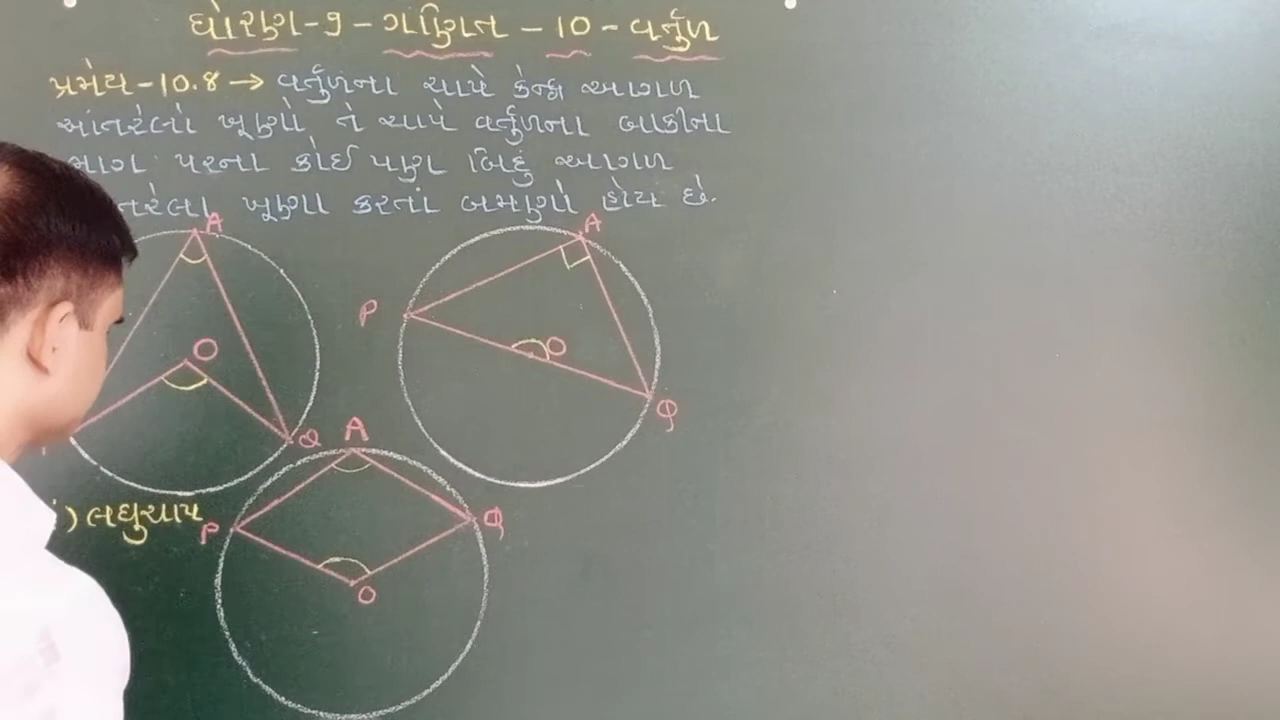 ધોરણ-9-ગણિત-10-વર્તુળ
પ્રમેય-10.8→ વર્તુળના ચાપે કેન્દ્ર આગળ
આંતરેલો ખૂણો તે ચાપે વર્તુળના બાકીના
ભાગ પરના કોઈ પણ બિંદુ આગળ
ખૂણા કરતાં બમણો હોય છે.
A
O
Q
A
P
O
Q
) લઘુચાપ
A
P
Q
O